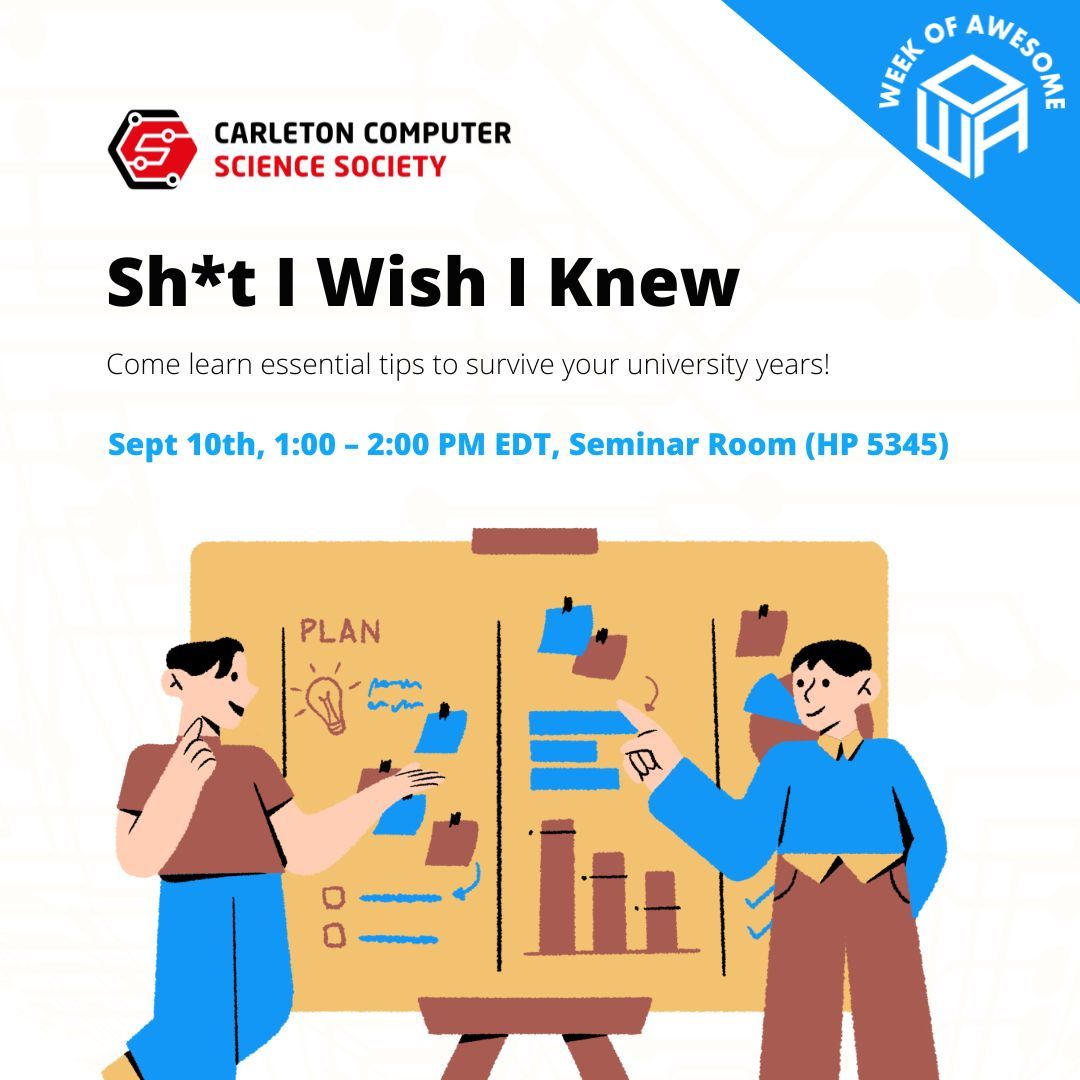 WEEK OF AWESOME
WOA
CARLETON COMPUTER
SCIENCE SOCIETY
Sh*t I Wish I Knew
Come learn essential tips to survive your university years!
Sept 10th, 1:00 – 2:00 PM EDT, Seminar Room (HP 5345)
PLAN